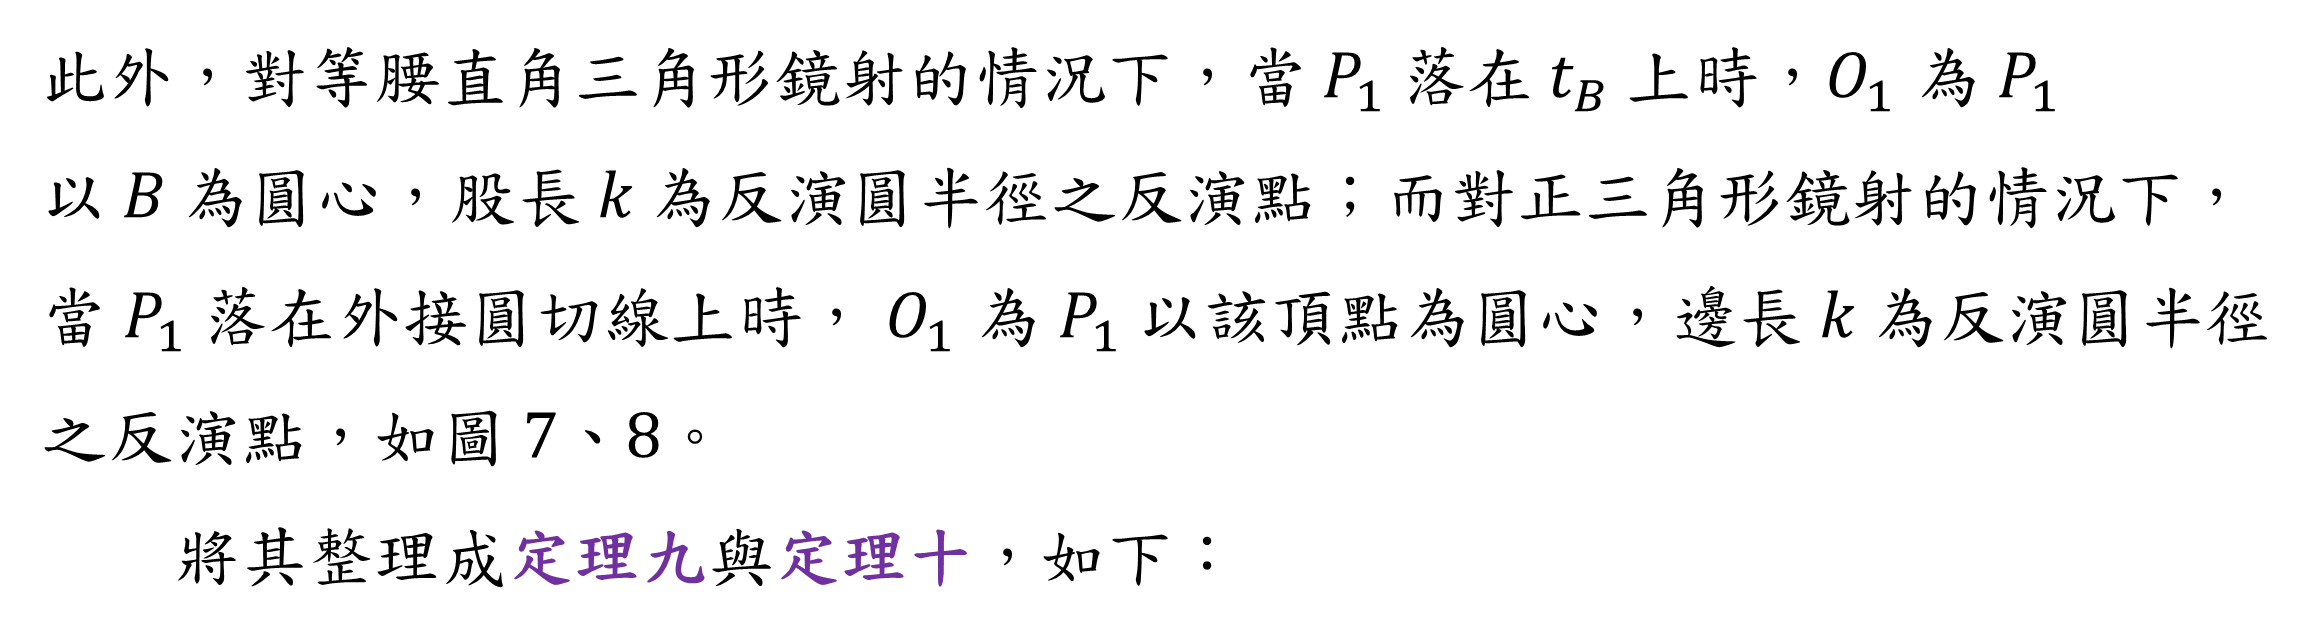 此外，對等腰直角三角形鏡射的情況下，當 P₁ 落在 t_B 上時，O₁ 為 P₁
以 B 為圓心，股長 k 為反演圓半徑之反演點；而對正三角形鏡射的情況下，
當 P₁ 落在外接圓切線上時， O₁ 為 P₁ 以該頂點為圓心，邊長 k 為反演圓半徑
之反演點，如圖 7、8。
將其整理成定理九與定理十，如下：